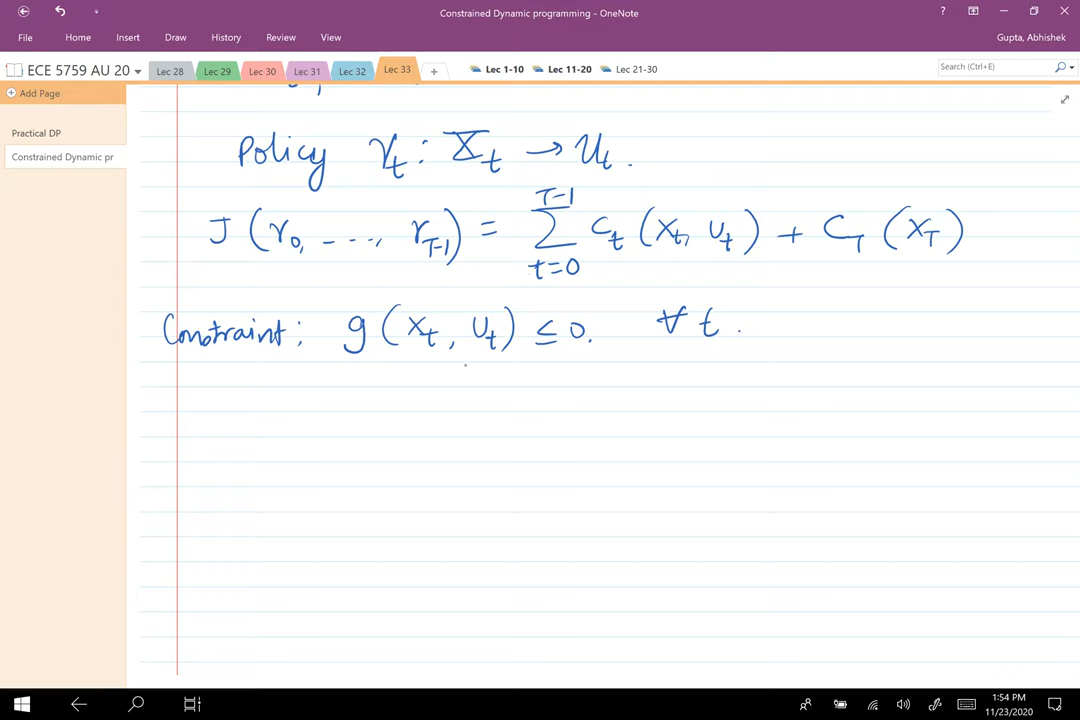 Constrained Dynamic programming - OneNote
File Home Insert Draw History Review View
Gupta, Abhishek
ECE 5759 AU 20
Lec 28 Lec 29 Lec 30 Lec 31 Lec 32 Lec 33 +
Lec 1-10 Lec 11-20 Lec 21-30
Search (Ctrl+E)
Add Page
Practical DP
Constrained Dynamic pr
Policy γ_t : X_t → U_t.
J (γ_0, ----, γ_{T-1}) = Σ_{t=0}^{T-1} C_t (X_t, U_t) + C_T (X_T)
Constraint: g (X_t, U_t) ≤ 0. ∀ t.
1:54 PM
11/23/2020